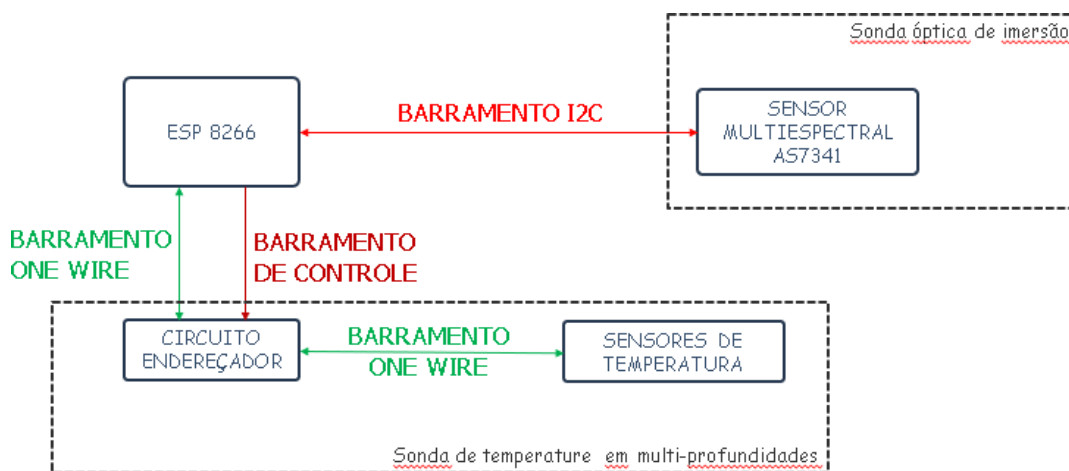 Sonda óptica de imersão
ESP 8266
BARRAMENTO I2C
SENSOR
MULTIESPECTRAL
AS7341
BARRAMENTO
ONE WIRE
BARRAMENTO
DE CONTROLE
CIRCUITO
ENDEREÇADOR
BARRAMENTO
ONE WIRE
SENSORES DE
TEMPERATURA
Sonda de temperature em multi-profundidades